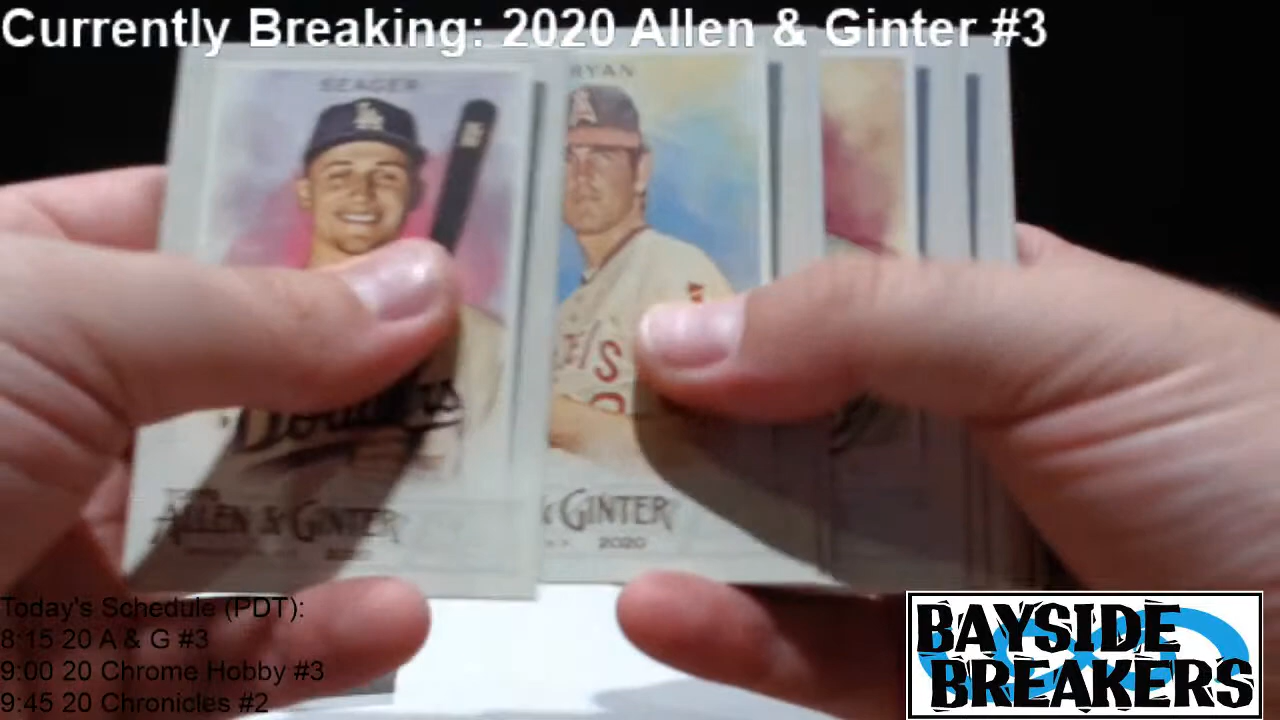 Currently Breaking: 2020 Allen & Ginter #3
SEAGER
RYAN
Dodgers
ALLEN & GINTER
& GINTER
2020
Today's Schedule (PDT):
8:15 20 A & G #3
9:00 20 Chrome Hobby #3
9:45 20 Chronicles #2
BAYSIDE
BREAKERS